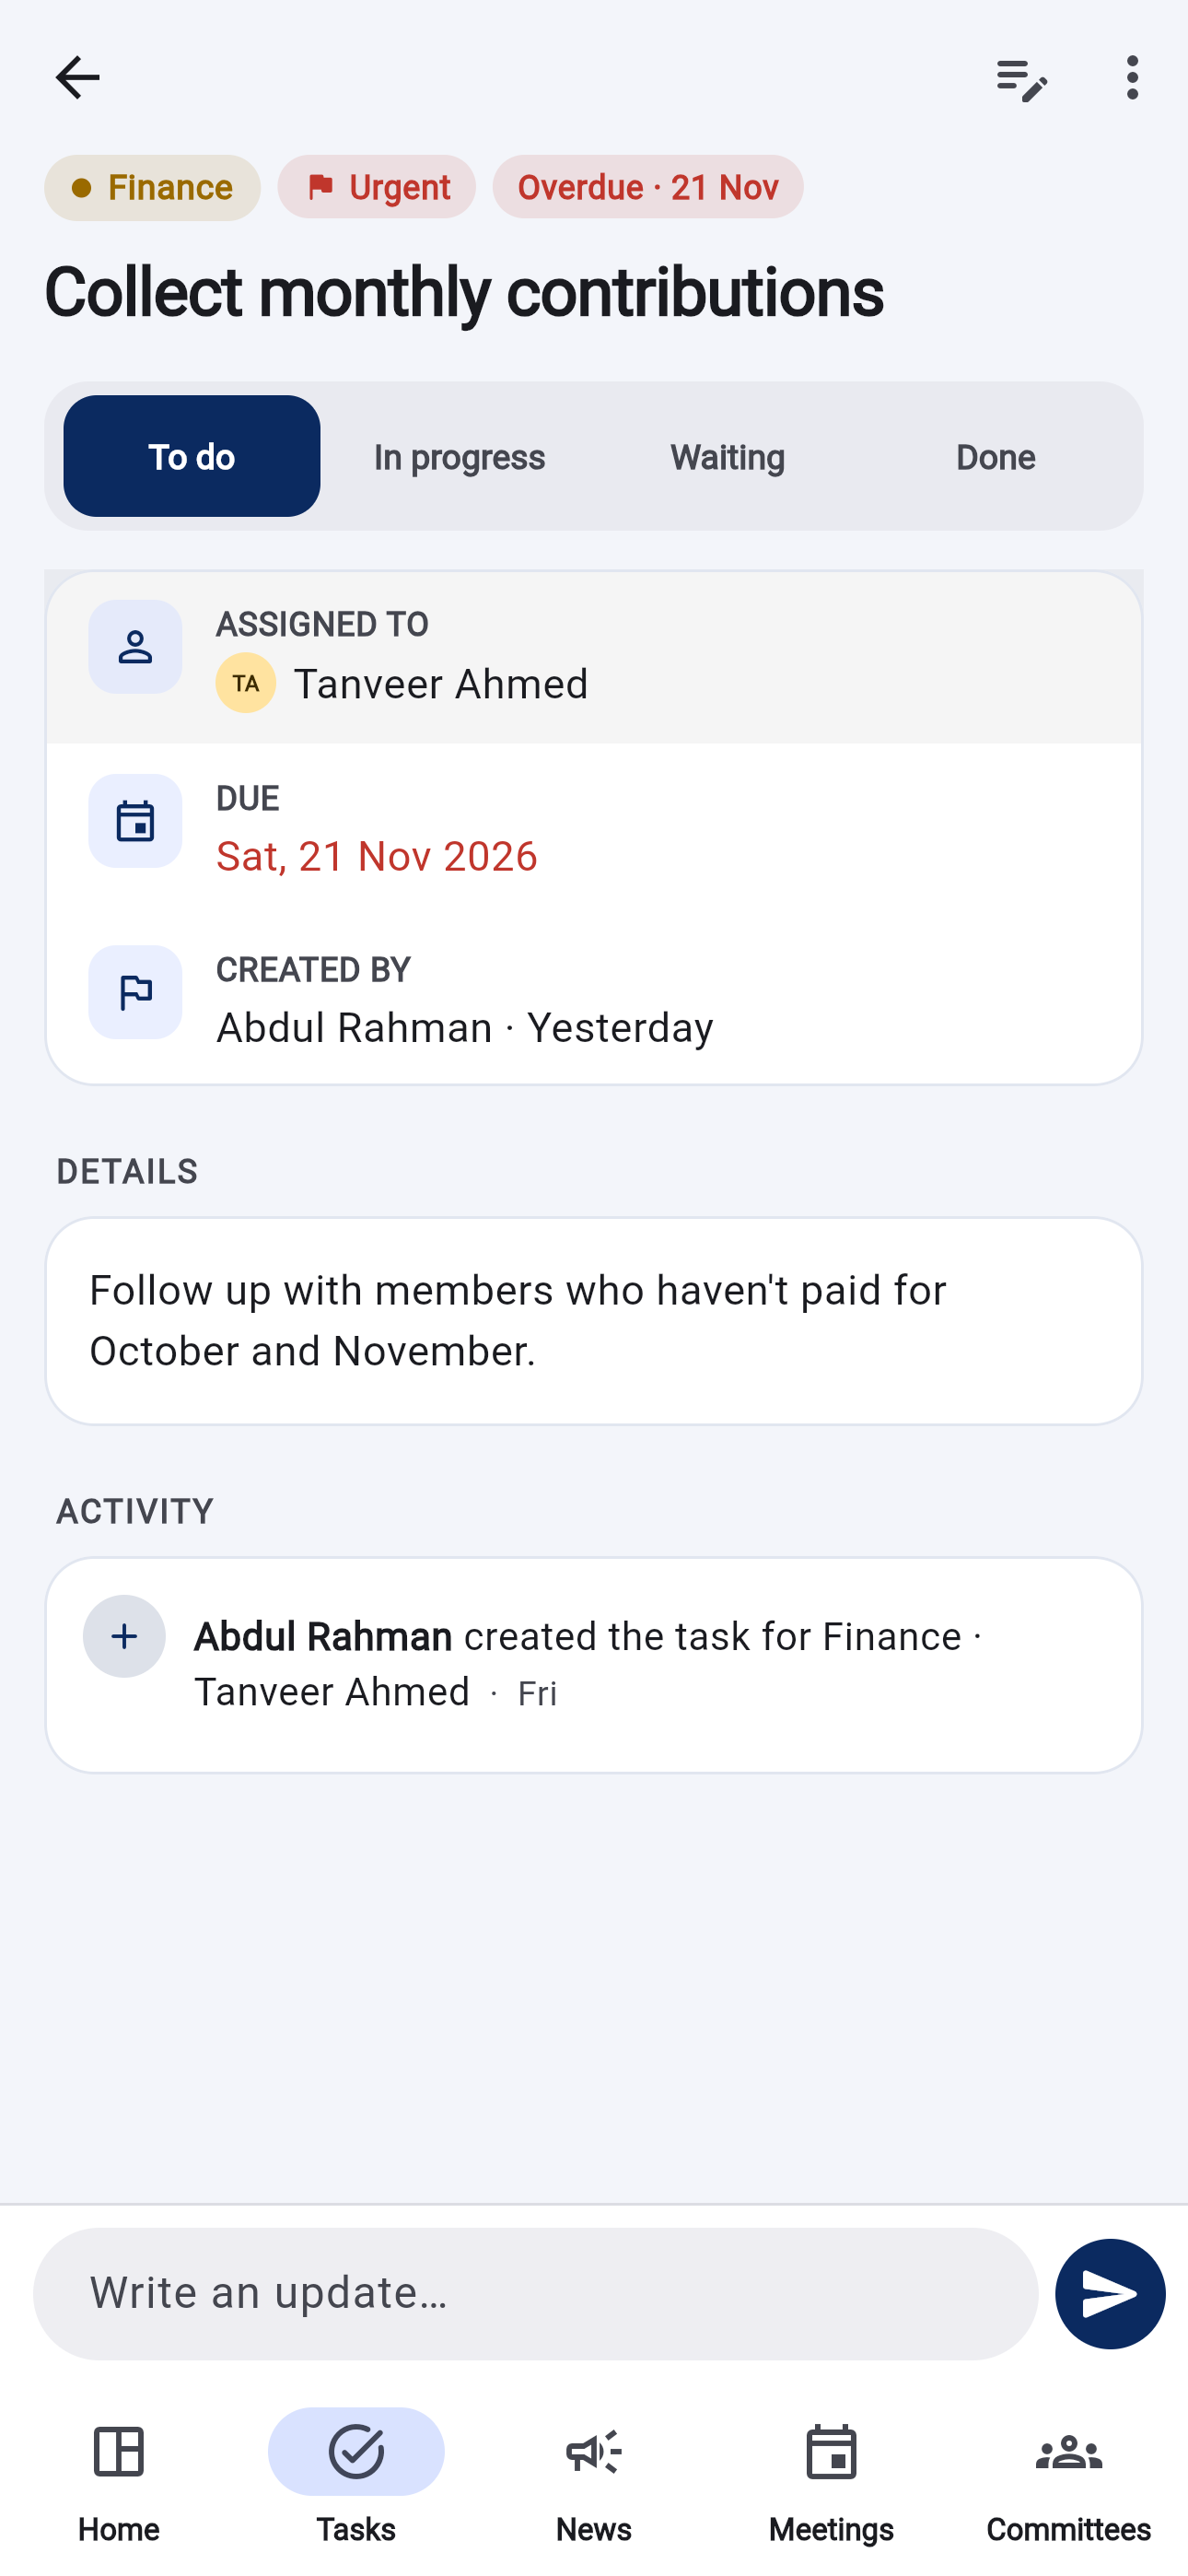 Finance
Urgent
Overdue · 21 Nov
Collect monthly contributions
To do
In progress
Waiting
Done
ASSIGNED TO
TA
Tanveer Ahmed
DUE
Sat, 21 Nov 2026
CREATED BY
Abdul Rahman · Yesterday
DETAILS
Follow up with members who haven't paid for
October and November.
ACTIVITY
Abdul Rahman created the task for Finance ·
Tanveer Ahmed · Fri
Write an update…
Home
Tasks
News
Meetings
Committees